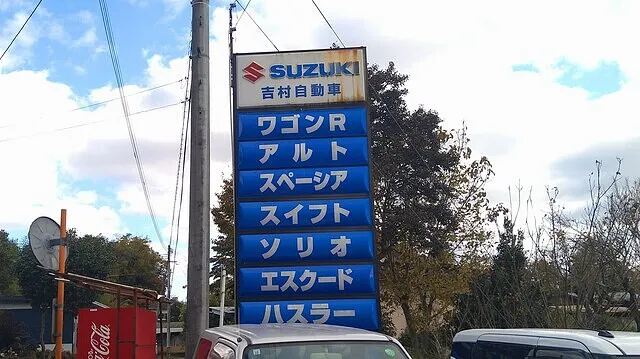 SUZUKI
吉村自動車
ワゴンR
アルト
スペーシア
スイフト
ソリオ
エスクード
ハスラー
Coca-Cola